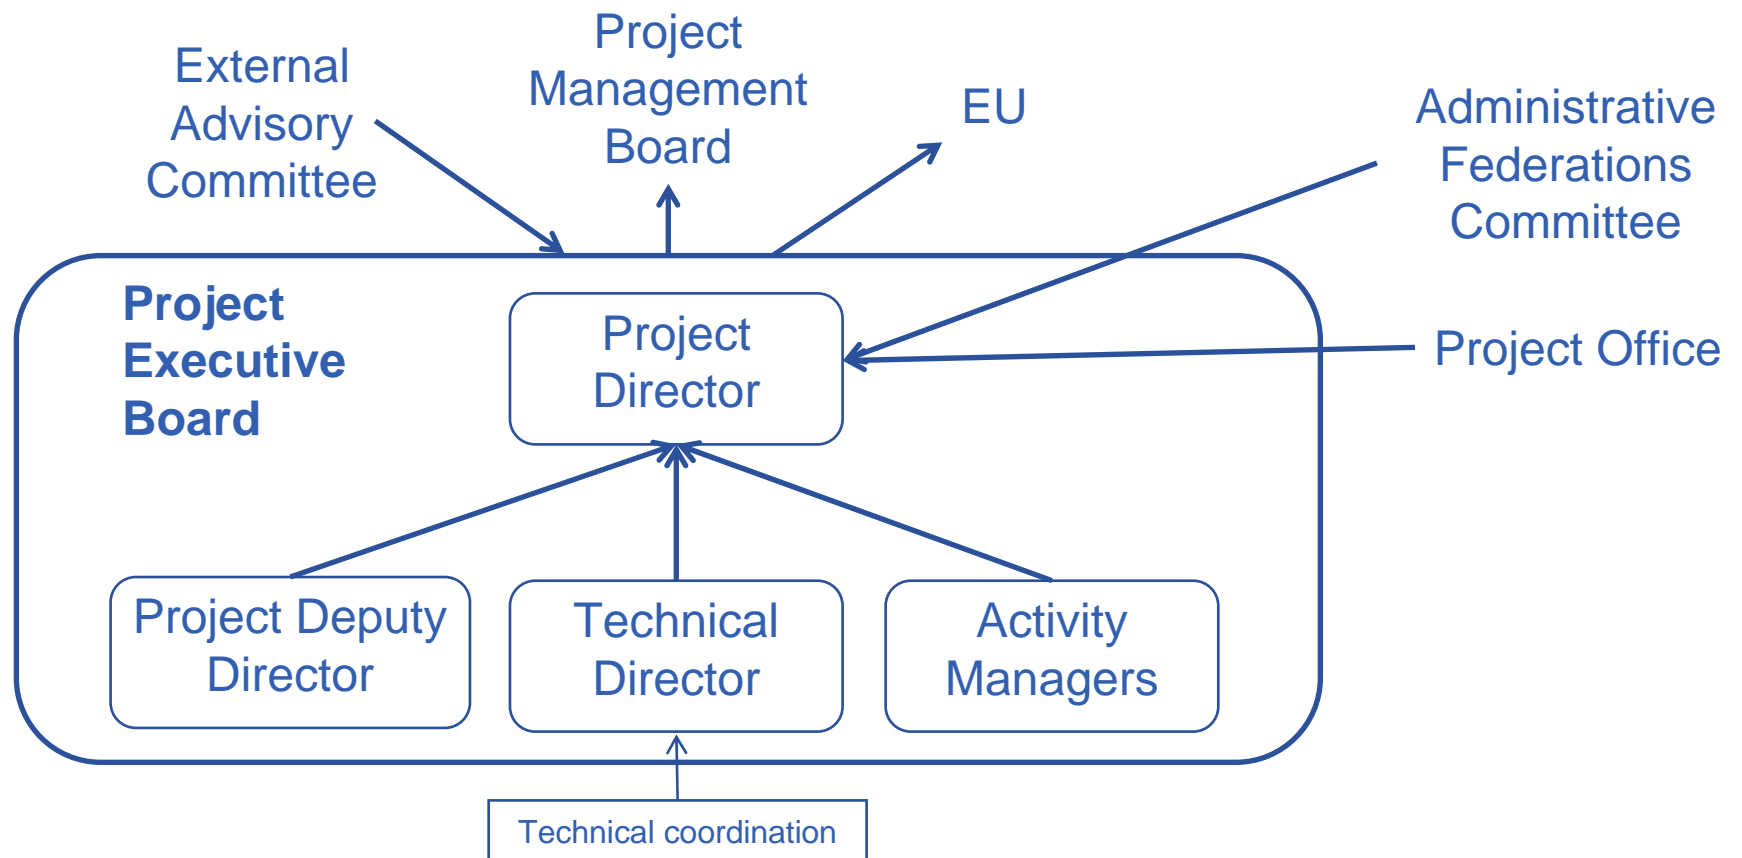 External
Advisory
Committee
Project
Management
Board
EU
Administrative
Federations
Committee
Project
Executive
Board
Project
Director
Project Office
Project Deputy
Director
Technical
Director
Activity
Managers
Technical coordination